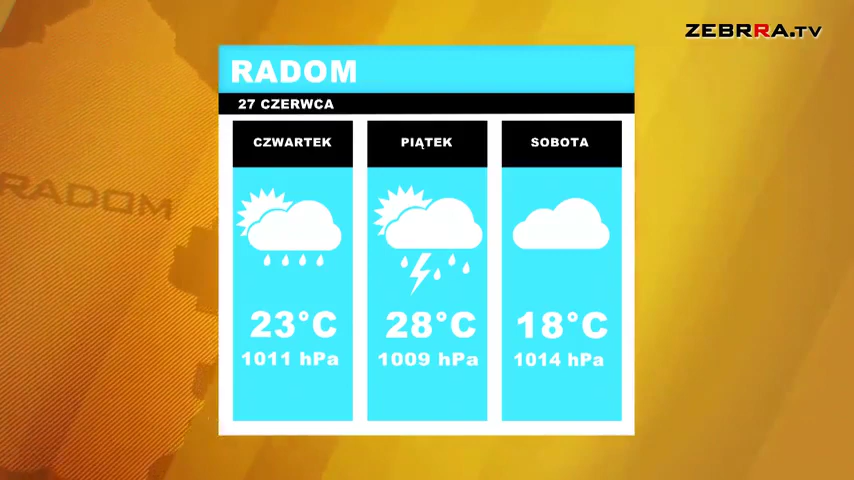 ZEBRRA.TV
RADOM
27 CZERWCA
CZWARTEK
PIĄTEK
SOBOTA
RADOM
23°C
28°C
18°C
1011 hPa
1009 hPa
1014 hPa